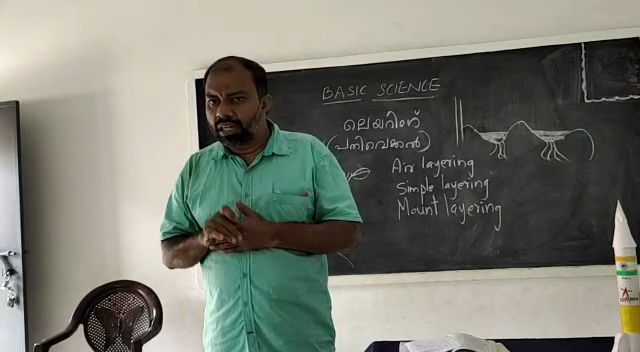 BASIC SCIENCE
ലെയറിംഗ്
(പതിവെക്കൽ)
Air layering
Simple layering
Mount layering